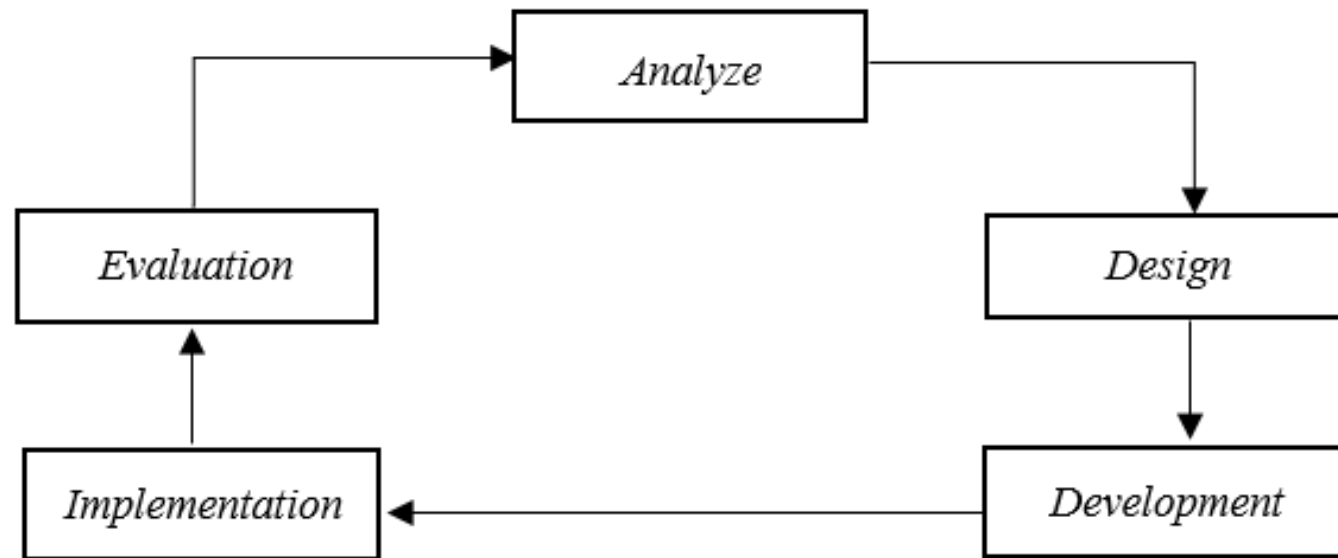 Analyze
Evaluation
Design
Implementation
Development